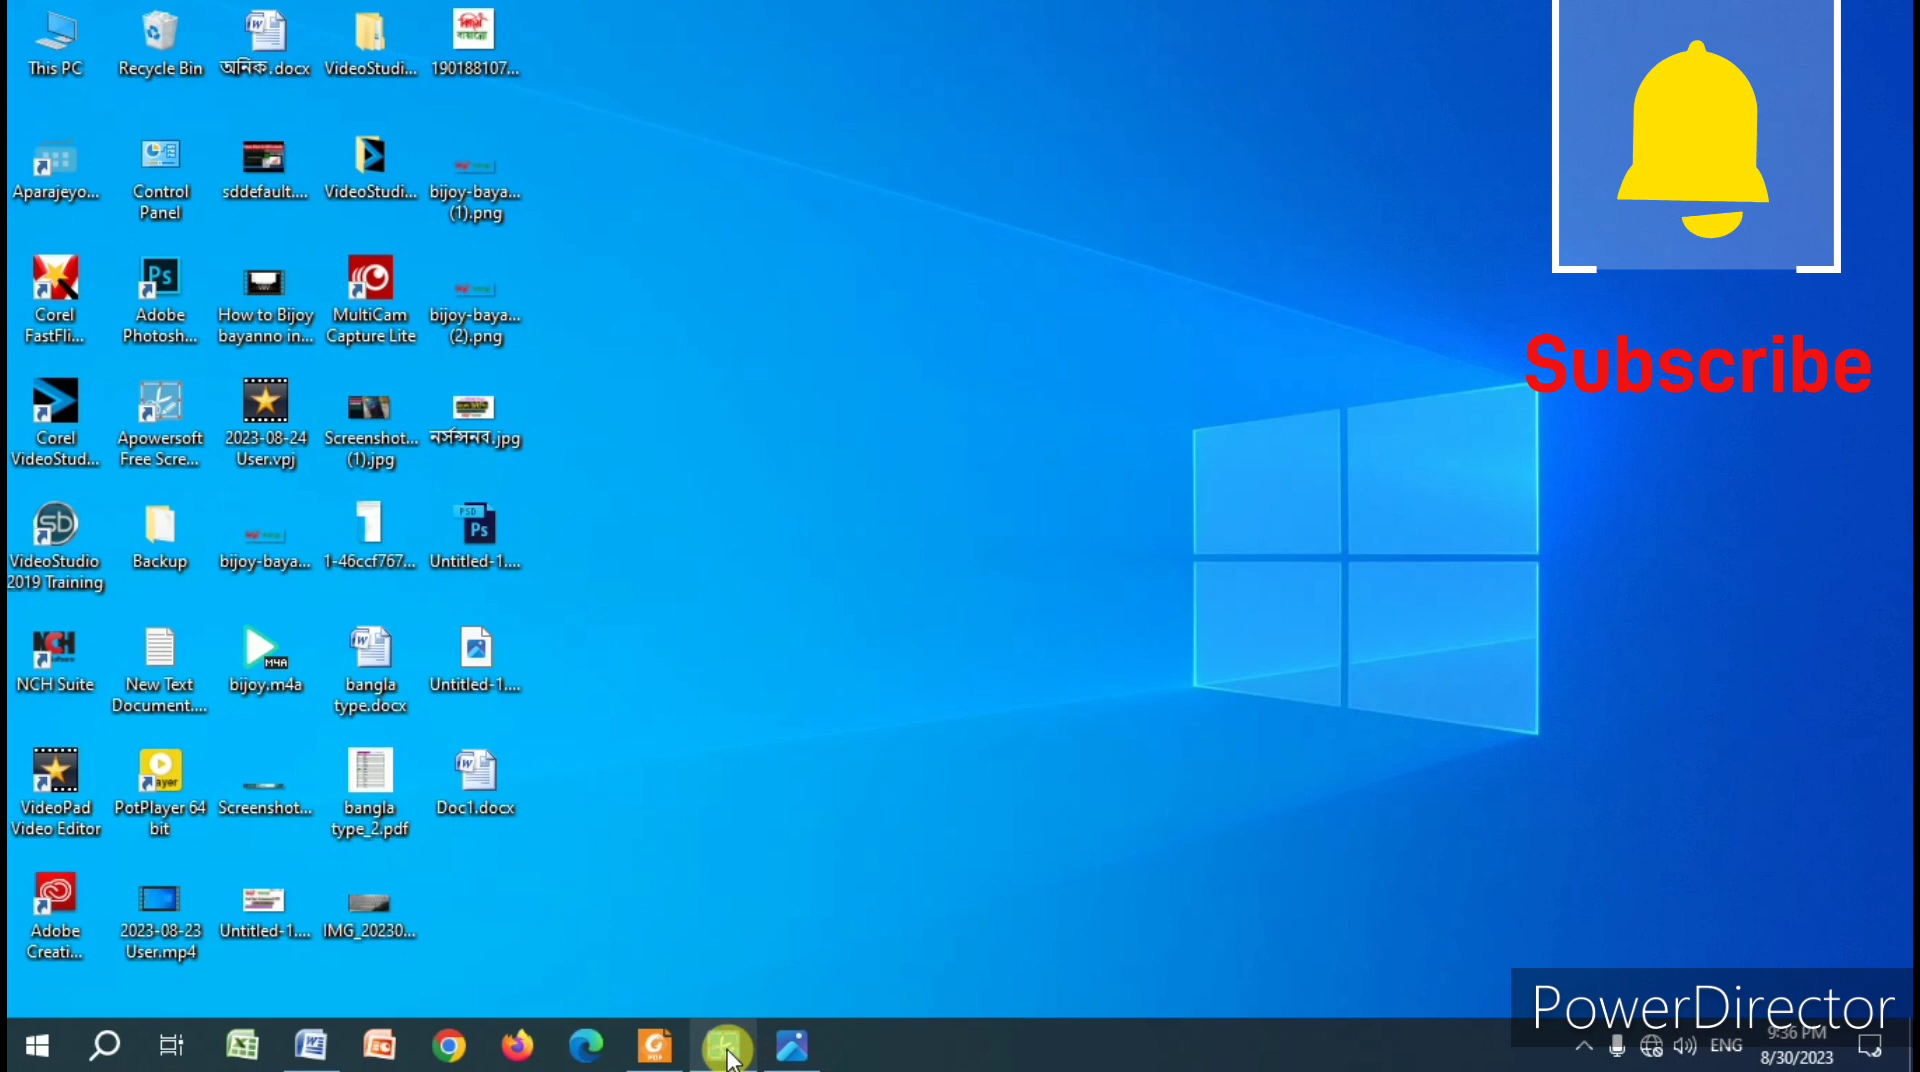 This PC
Recycle Bin
অনিক.docx
VideoStudi...
190188107...
Aparajeyo...
Control
Panel
sddefault....
VideoStudi...
bijoy-baya...
(1).png
Corel
FastFli...
Adobe
Photosh...
How to Bijoy
bayanno in...
MultiCam
Capture Lite
bijoy-baya...
(2).png
Corel
VideoStud...
Apowersoft
Free Scre...
2023-08-24
User.vpj
Screenshot...
(1).jpg
VideoStudio
2019 Training
Backup
bijoy-baya...
1-46ccf767...
Untitled-1....
NCH Suite
New Text
Document....
bijoy.m4a
bangla
type.docx
Untitled-1....
VideoPad
Video Editor
PotPlayer 64
bit
Screenshot...
bangla
type_2.pdf
Doc1.docx
Adobe
Creati...
2023-08-23
User.mp4
Untitled-1....
IMG_20230...
Subscribe
PowerDirector
ENG
9:36 PM
8/30/2023